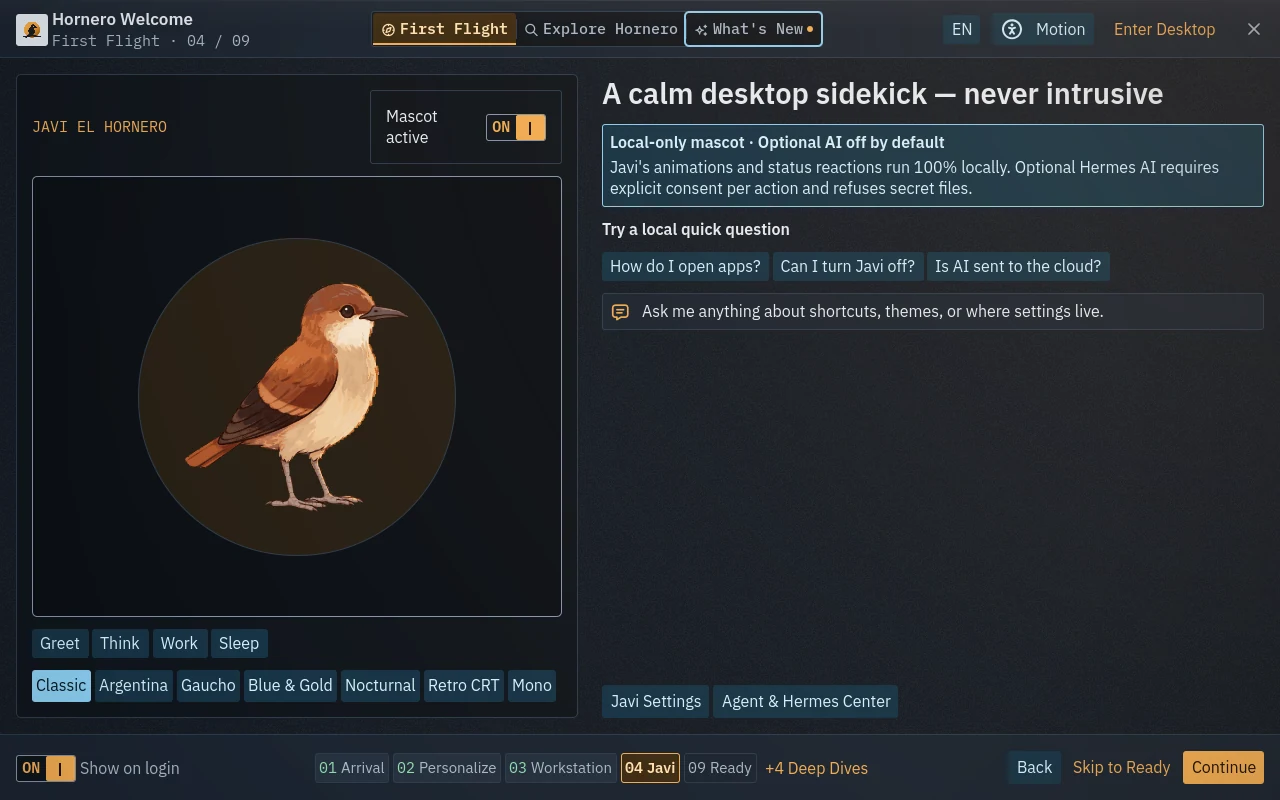 Hornero Welcome
First Flight · 04 / 09
First Flight
Explore Hornero
What's New
EN
Motion
Enter Desktop
JAVI EL HORNERO
Mascot
active
ON
Greet
Think
Work
Sleep
Classic
Argentina
Gaucho
Blue & Gold
Nocturnal
Retro CRT
Mono
A calm desktop sidekick — never intrusive
Local-only mascot · Optional AI off by default
Javi's animations and status reactions run 100% locally. Optional Hermes AI requires
explicit consent per action and refuses secret files.
Try a local quick question
How do I open apps?
Can I turn Javi off?
Is AI sent to the cloud?
Ask me anything about shortcuts, themes, or where settings live.
Javi Settings
Agent & Hermes Center
ON
Show on login
01 Arrival
02 Personalize
03 Workstation
04 Javi
09 Ready
+4 Deep Dives
Back
Skip to Ready
Continue